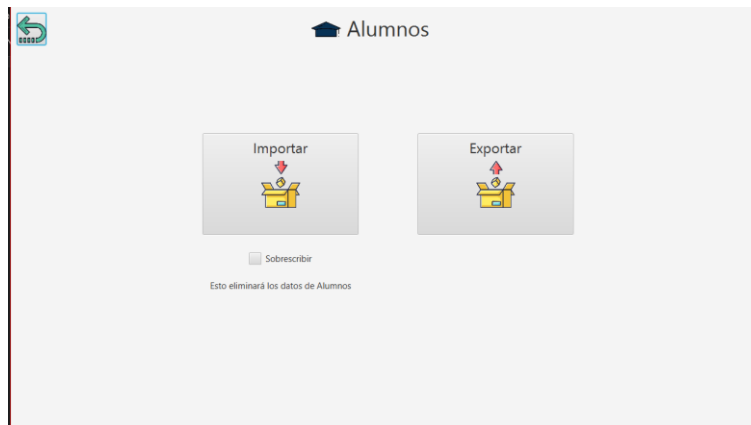 Alumnos
Importar
Exportar
Sobrescribir
Esto eliminará los datos de Alumnos